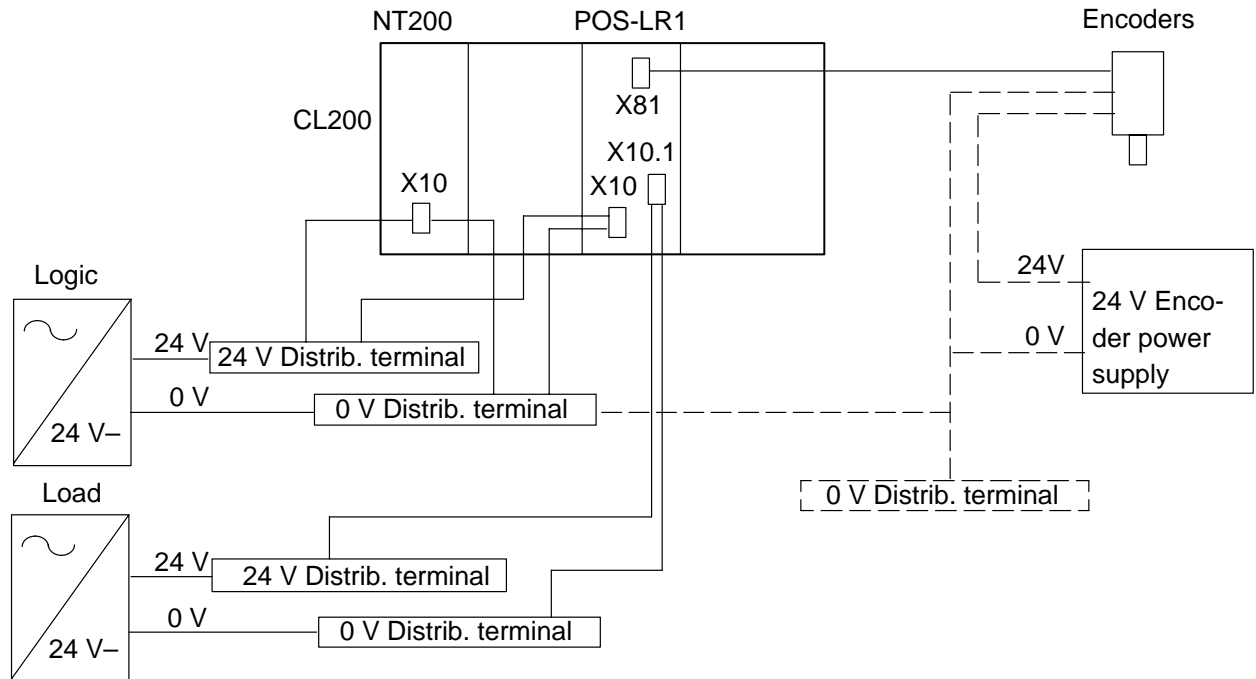 NT200
POS-LR1
Encoders
X81
CL200
X10.1
X10
X10
Logic
24V
24 V Enco-
der power
supply
24 V
24 V Distrib. terminal
0 V
0 V
0 V Distrib. terminal
24 V–
0 V Distrib. terminal
Load
24 V
24 V Distrib. terminal
0 V
0 V Distrib. terminal
24 V–